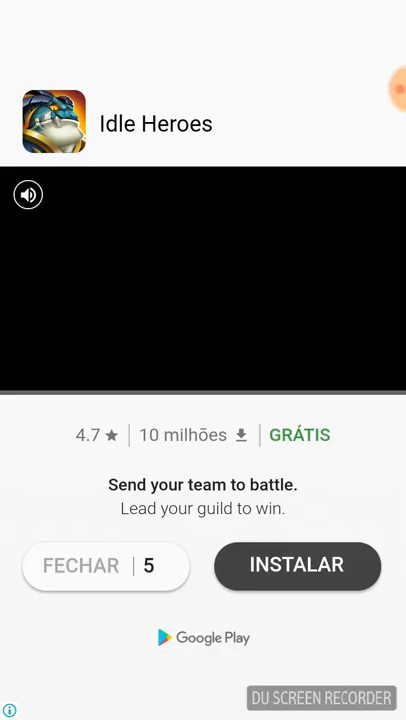 Idle Heroes
4.7 10 milhões GRÁTIS
Send your team to battle.
Lead your guild to win.
FECHAR | 5 INSTALAR
Google Play
DU SCREEN RECORDER